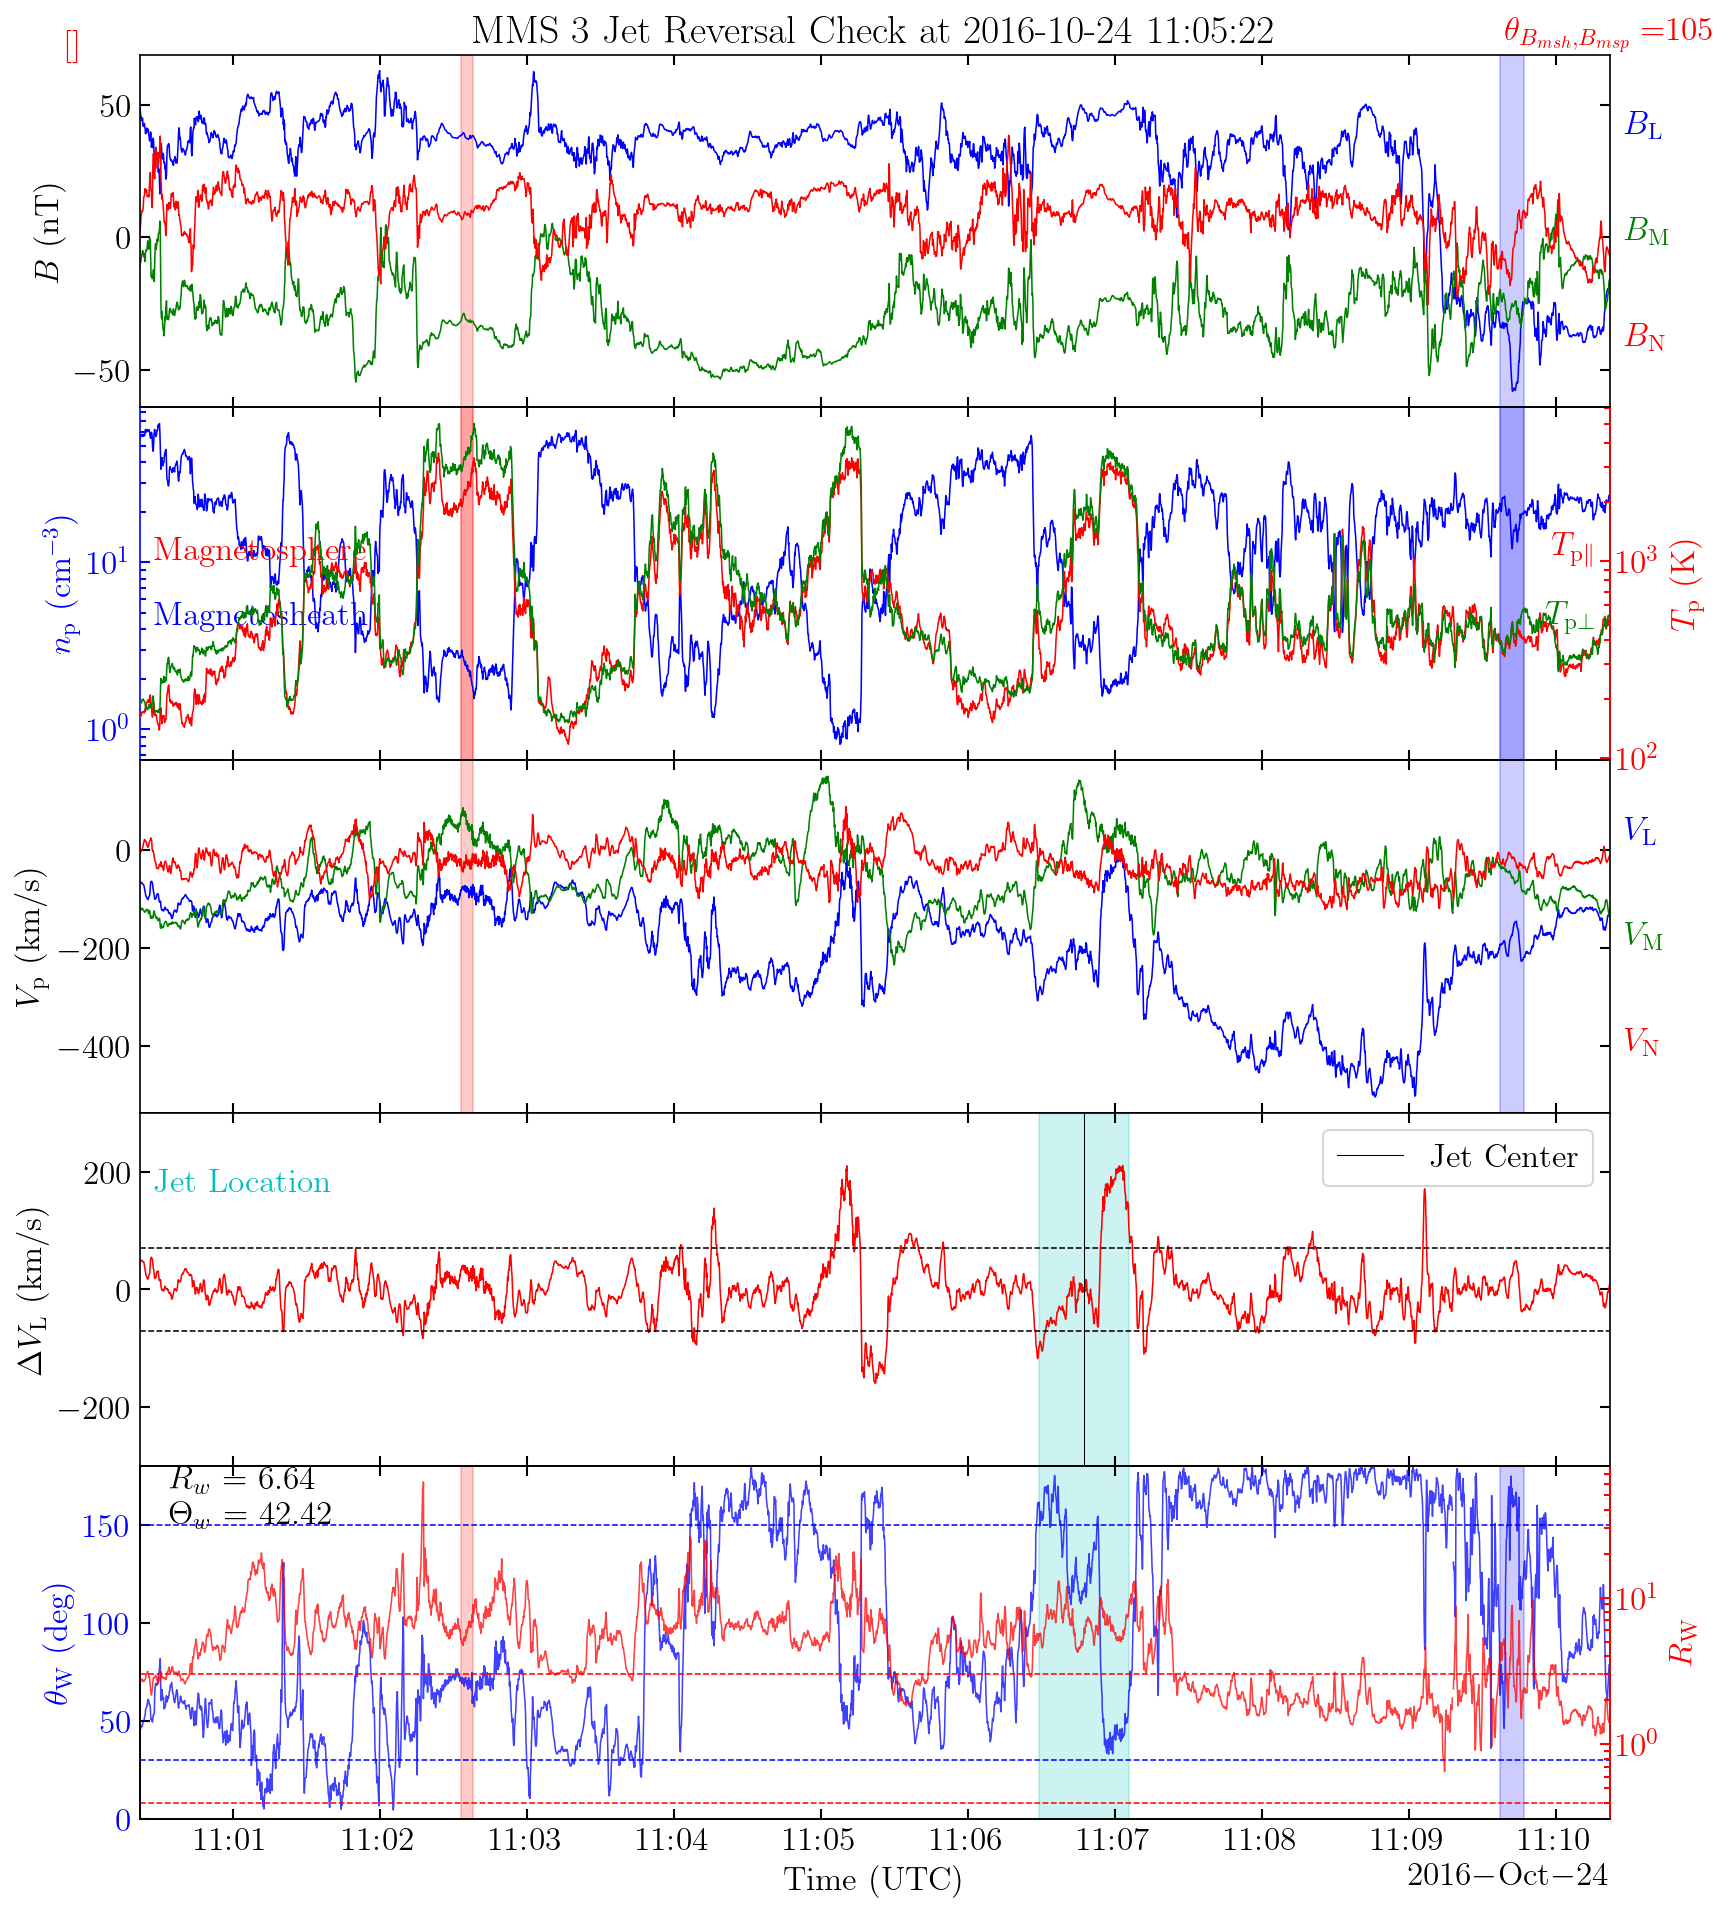 MMS 3 Jet Reversal Check at 2016-10-24 11:05:22
θ_{B_{msh},B_{msp}} =105
[]
50
0
−50
B (nT)
B_L
B_M
B_N
10^1
10^0
n_p (cm^{−3})
Magnetosphere
Magnetosheath
T_{p∥}
T_{p⊥}
10^3
10^2
T_p (K)
0
−200
−400
V_p (km/s)
V_L
V_M
V_N
200
0
−200
ΔV_L (km/s)
Jet Location
Jet Center
R_w = 6.64
Θ_w = 42.42
150
100
50
0
θ_W (deg)
10^1
10^0
R_W
11:01 11:02 11:03 11:04 11:05 11:06 11:07 11:08 11:09 11:10
Time (UTC)
2016−Oct−24